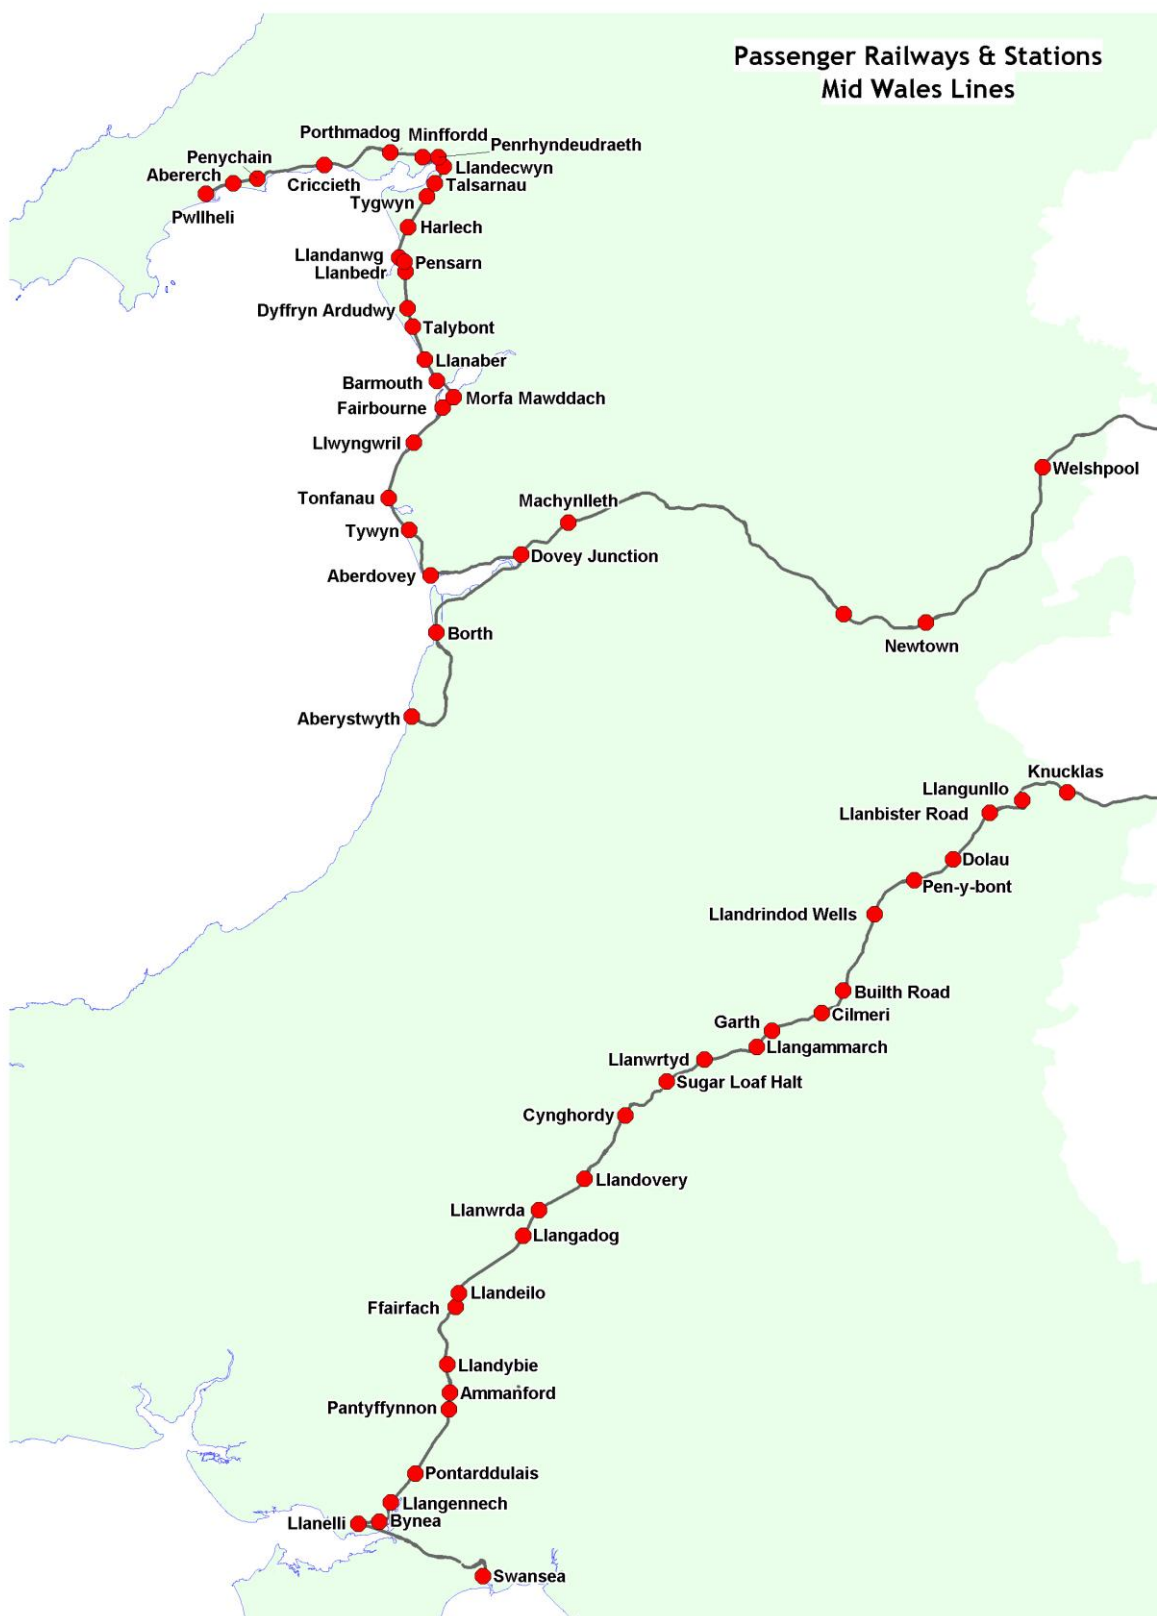 Passenger Railways & Stations
Mid Wales Lines
Porthmadog
Minffordd
Penrhyndeudraeth
Penychain
Llandecwyn
Abererch
Criccieth
Talsarnau
Tygwyn
Pwllheli
Harlech
Llandanwg
Pensarn
Llanbedr
Dyffryn Ardudwy
Talybont
Llanaber
Barmouth
Morfa Mawddach
Fairbourne
Llwyngwril
Welshpool
Tonfanau
Machynlleth
Tywyn
Dovey Junction
Aberdovey
Borth
Newtown
Aberystwyth
Knucklas
Llangunllo
Llanbister Road
Dolau
Pen-y-bont
Llandrindod Wells
Builth Road
Cilmeri
Garth
Llangammarch
Llanwrtyd
Sugar Loaf Halt
Cynghordy
Llandovery
Llanwrda
Llangadog
Llandeilo
Ffairfach
Llandybie
Ammanford
Pantyffynnon
Pontarddulais
Llangennech
Bynea
Llanelli
Swansea